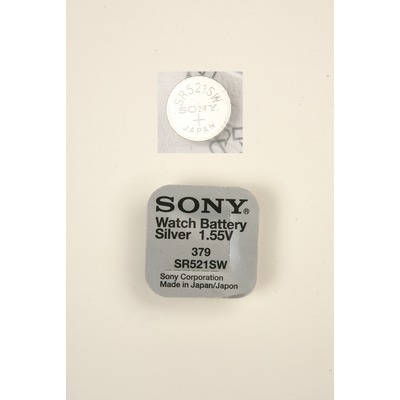 SR521SW
SONY
+
JAPAN
SONY®
Watch Battery
Silver 1.55V
379
SR521SW
Sony Corporation
Made in Japan/Japon